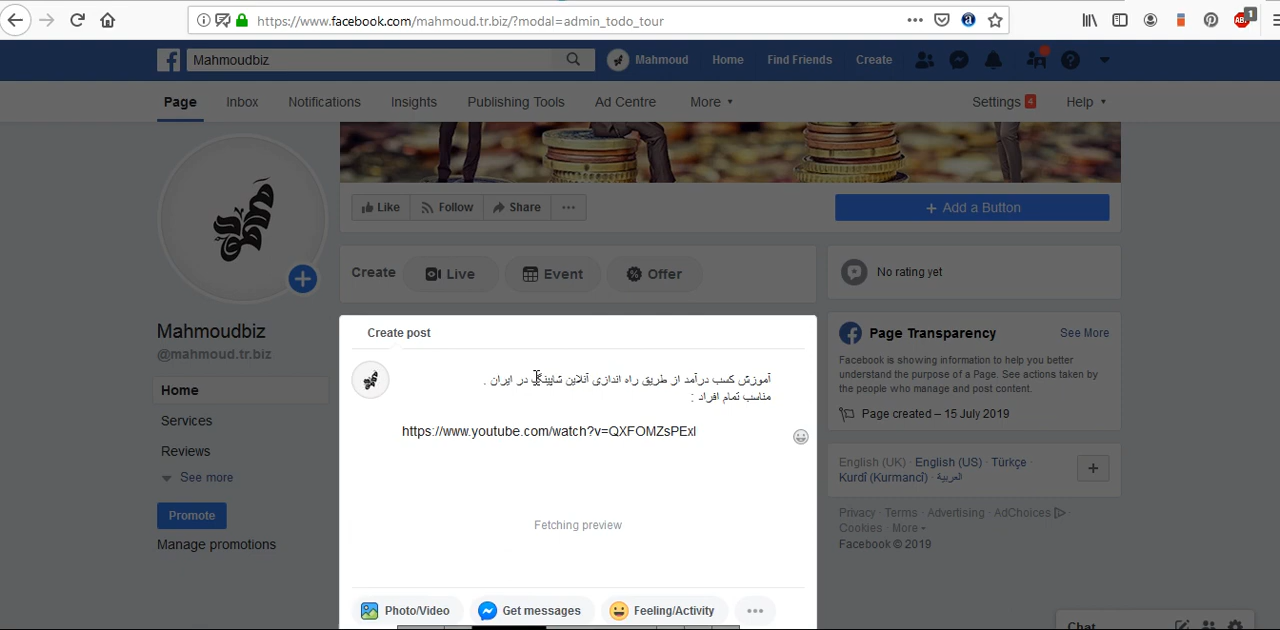 https://www.facebook.com/mahmoud.tr.biz/?modal=admin_todo_tour
1
Mahmoudbiz
Mahmoud
Home
Find Friends
Create
Page
Inbox
Notifications
Insights
Publishing Tools
Ad Centre
More
Settings 4
Help
Like
Follow
Share
+ Add a Button
Create
Live
Event
Offer
No rating yet
Mahmoudbiz
@mahmoud.tr.biz
Home
Services
Reviews
See more
Promote
Manage promotions
Create post
آموزش کسب درآمد از طریق راه اندازی آنلاین شاپینگ در ایران .
مناسب تمام افراد :
https://www.youtube.com/watch?v=QXFOMZsPExI
Fetching preview
Photo/Video
Get messages
Feeling/Activity
Page Transparency
See More
Facebook is showing information to help you better
understand the purpose of a Page. See actions taken by
the people who manage and post content.
Page created – 15 July 2019
English (UK) · English (US) · Türkçe ·
Kurdî (Kurmancî) · العربية
Privacy · Terms · Advertising · AdChoices ·
Cookies · More
Facebook © 2019
Chat